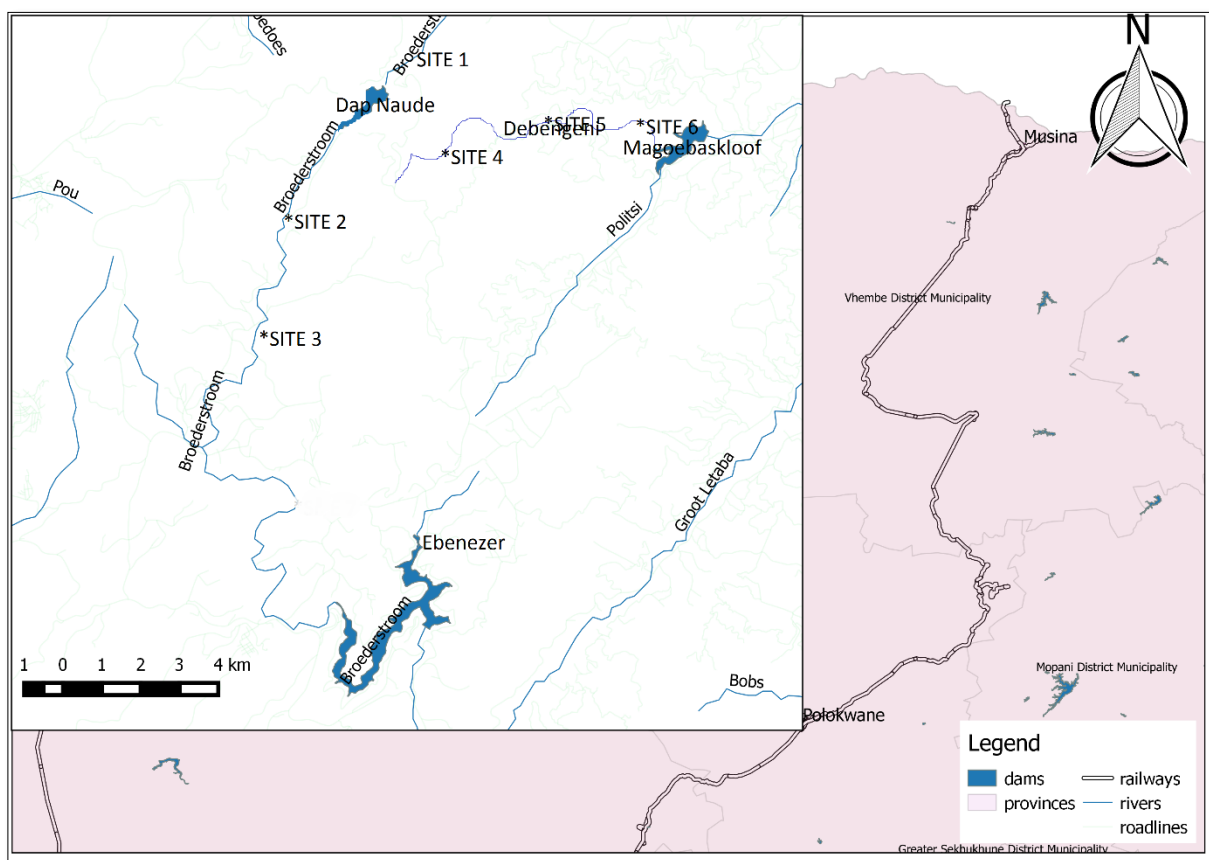 oedoes
Broederst
SITE 1
N
Dap Naude
Debengeni
*SITE 5
*SITE 6
Musina
Magoebaskloof
*SITE 4
Broederstroom
Pou
*SITE 2
Politsi
Vhembe District Municipality
*SITE 3
Broederstroom
Groot Letaba
Ebenezer
Broederstroom
1 0 1 2 3 4 km
Mopani District Municipality
Bobs
Polokwane
Legend
dams
railways
provinces
rivers
roadlines
Greater Sekhukhune District Municipality